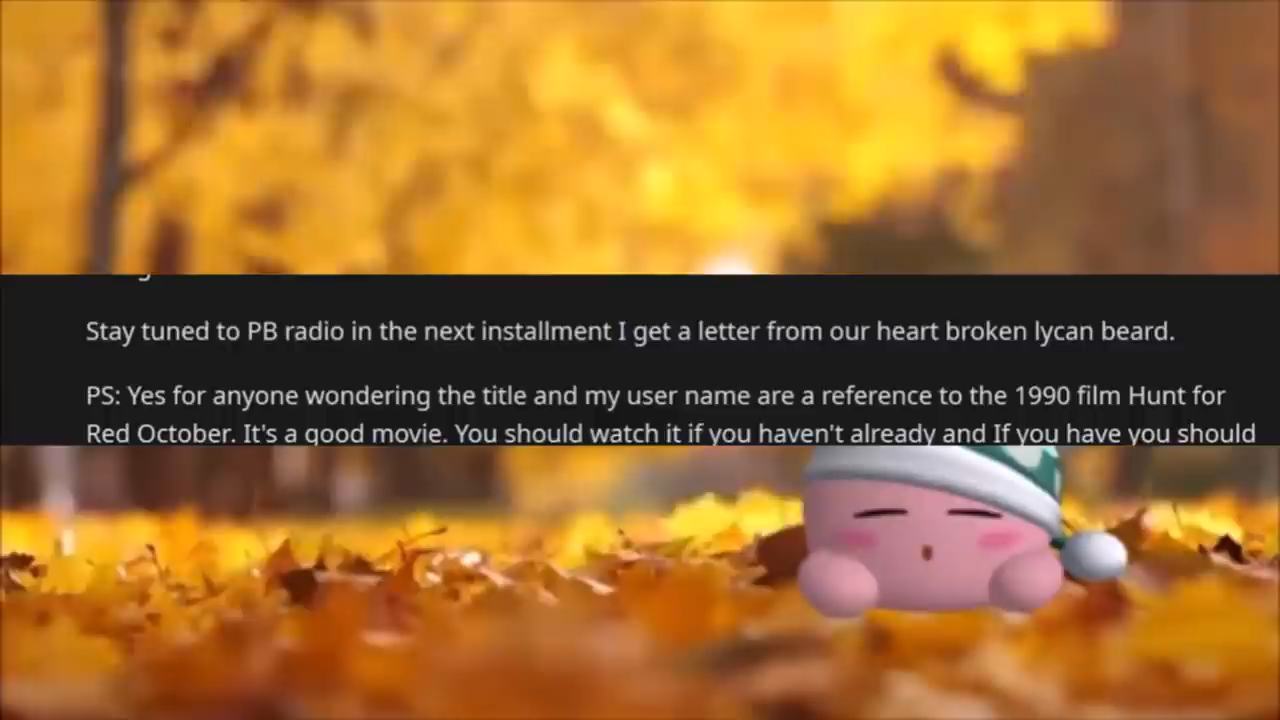 Stay tuned to PB radio in the next installment I get a letter from our heart broken lycan beard.
PS: Yes for anyone wondering the title and my user name are a reference to the 1990 film Hunt for
Red October. It's a good movie. You should watch it if you haven't already and If you have you should